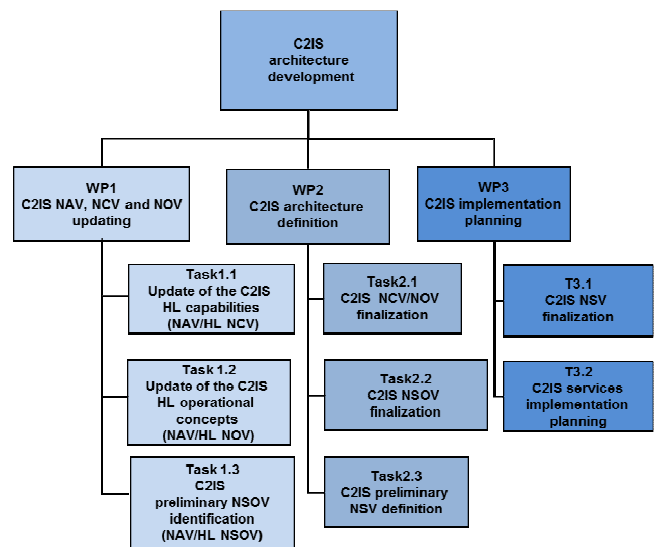 C2IS
architecture
development
WP1
C2IS NAV, NCV and NOV
updating
WP2
C2IS architecture
definition
WP3
C2IS implementation
planning
Task1.1
Update of the C2IS
HL capabilities
(NAV/HL NCV)
Task2.1
C2IS NCV/NOV
finalization
T3.1
C2IS NSV
finalization
Task 1.2
Update of the C2IS
HL operational
concepts
(NAV/HL NOV)
Task2.2
C2IS NSOV
finalization
T3.2
C2IS services
implementation
planning
Task 1.3
C2IS
preliminary NSOV
identification
(NAV/HL NSOV)
Task2.3
C2IS preliminary
NSV definition